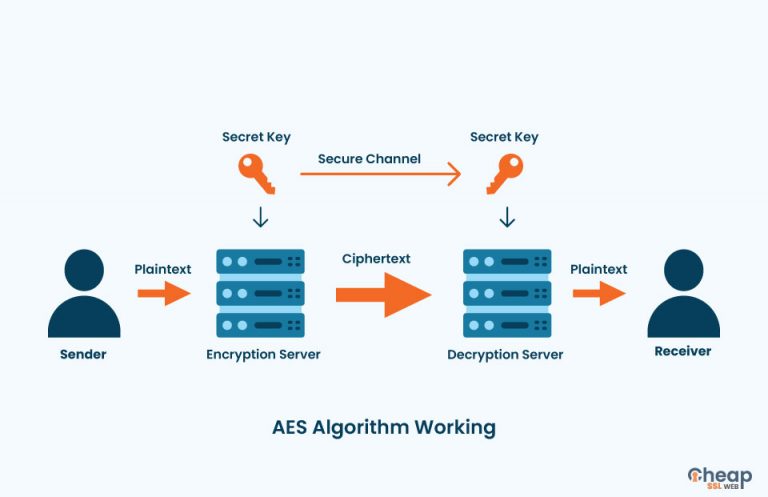 Secret Key
Secret Key
Secure Channel
Plaintext
Ciphertext
Plaintext
Sender
Encryption Server
Decryption Server
Receiver
AES Algorithm Working
Cheap
SSL WEB